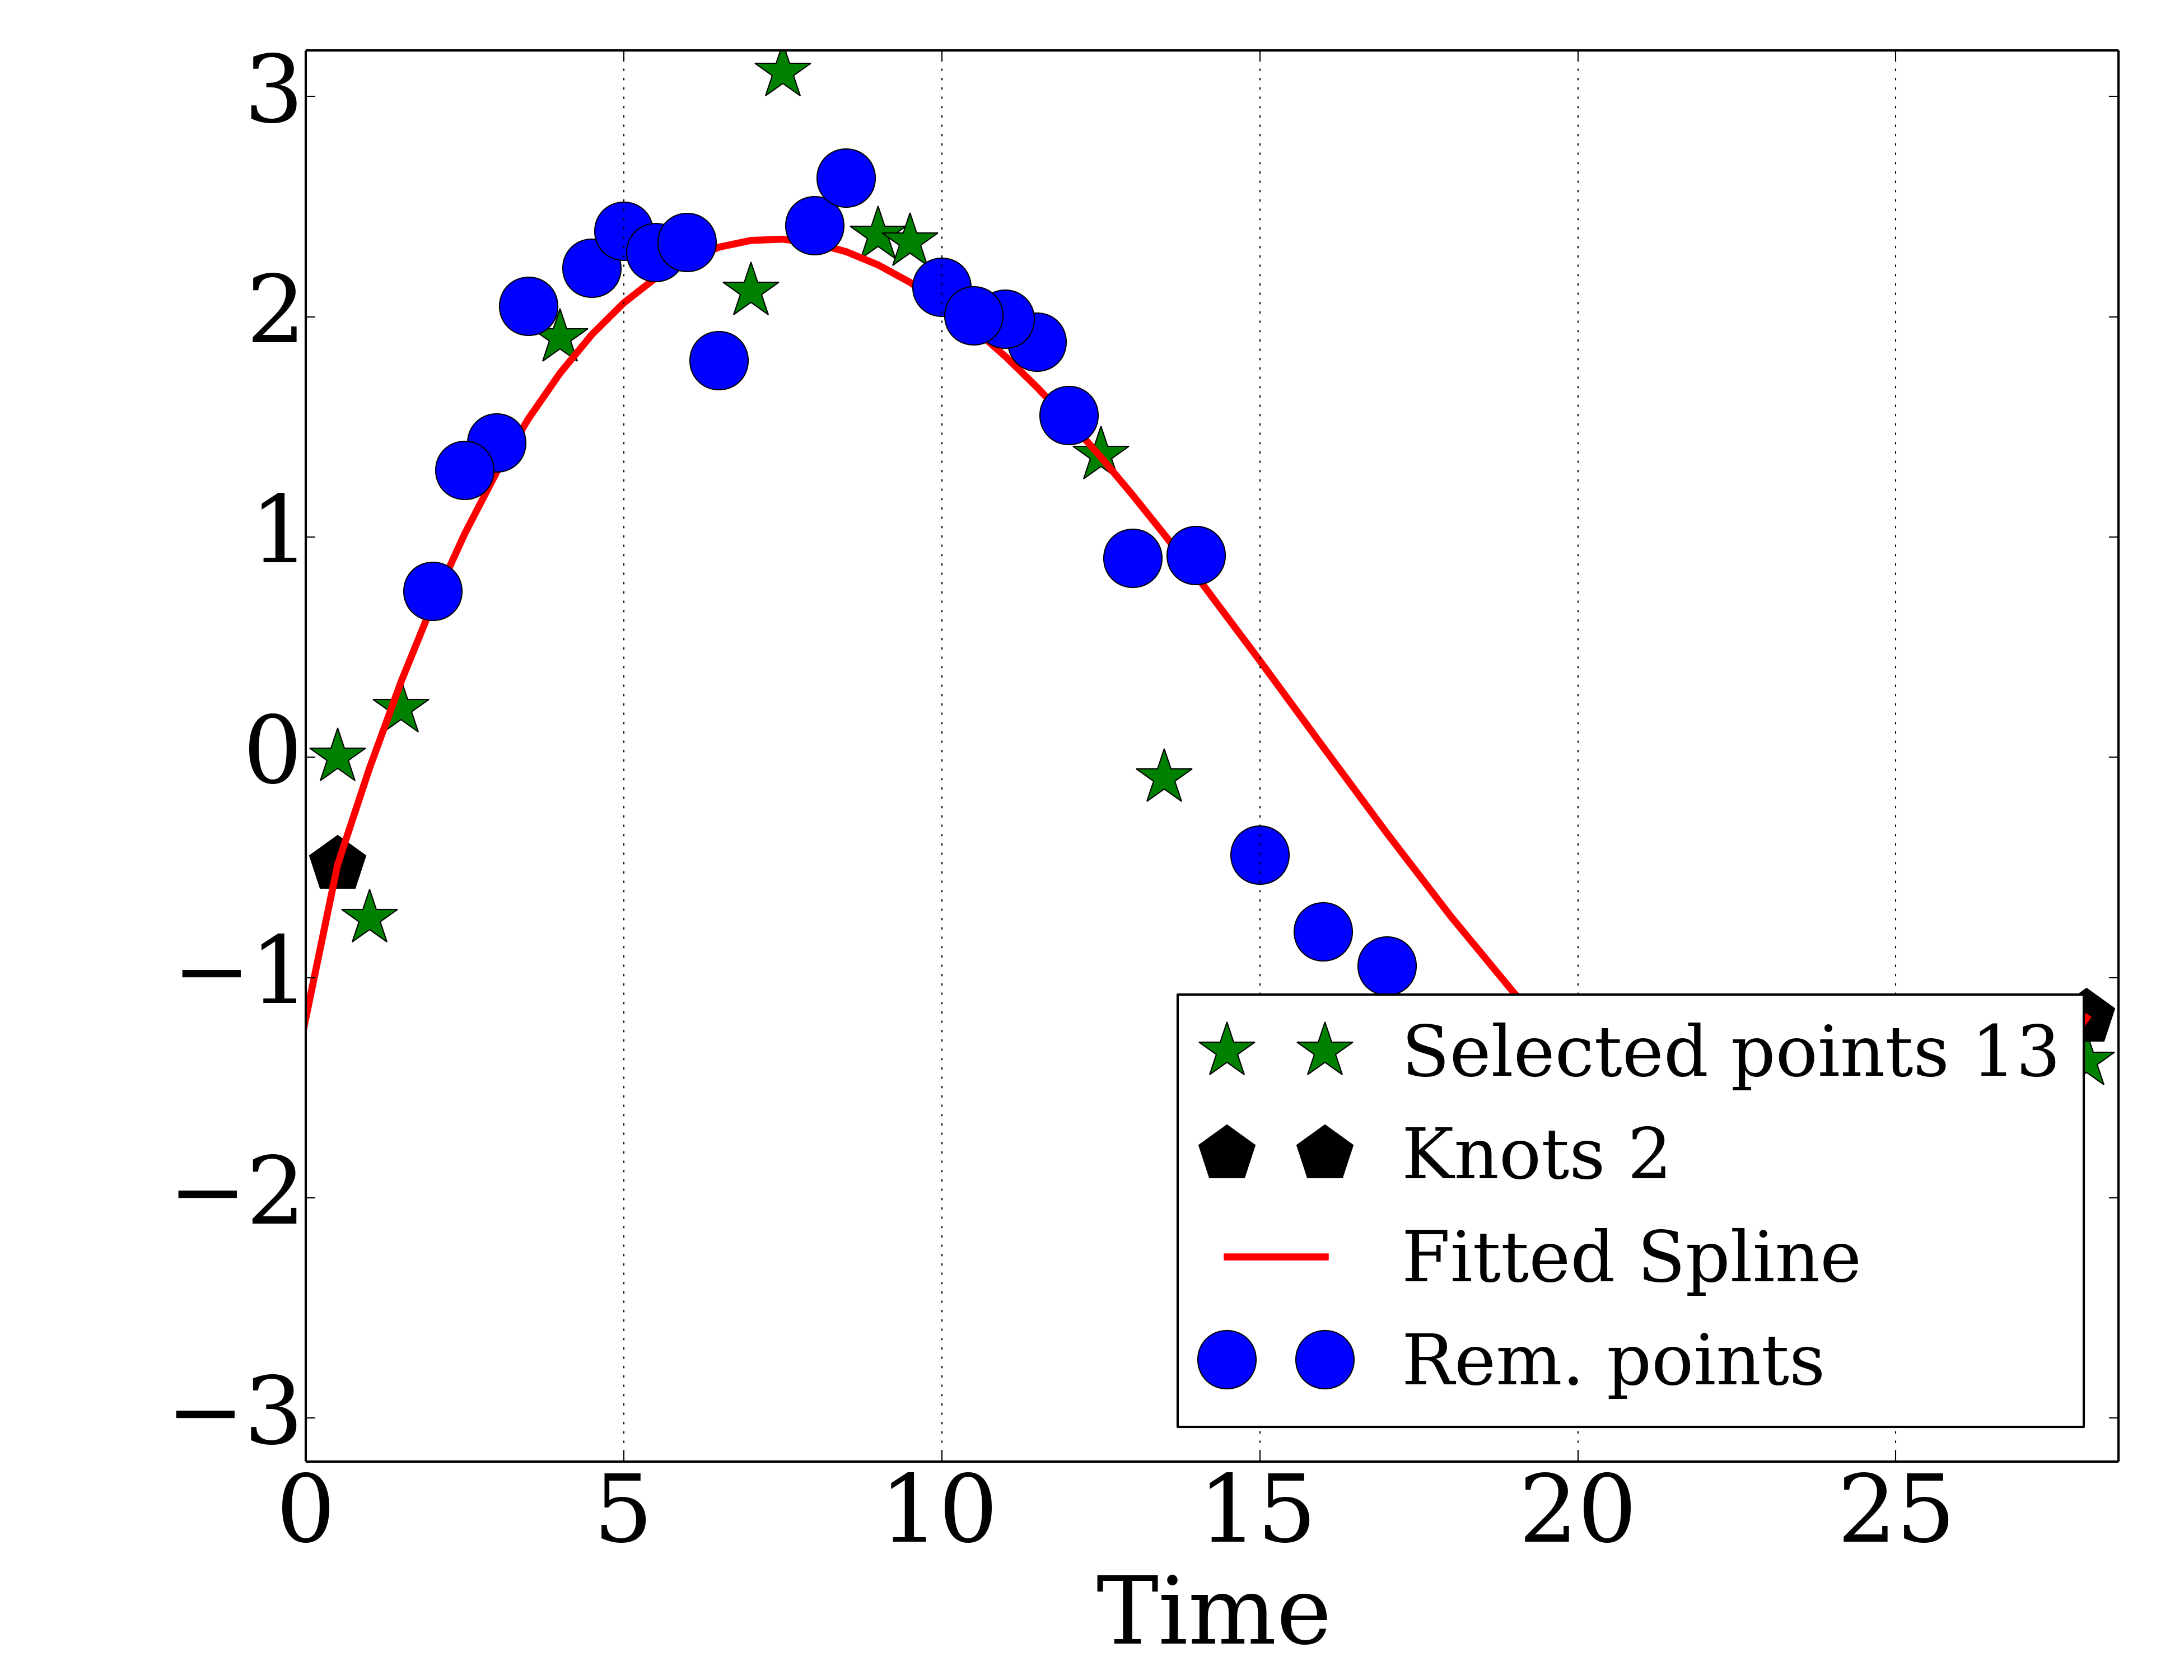 3
2
1
0
−1
−2
−3
Selected points 13
Knots 2
Fitted Spline
Rem. points
0 5 10 15 20 25
Time